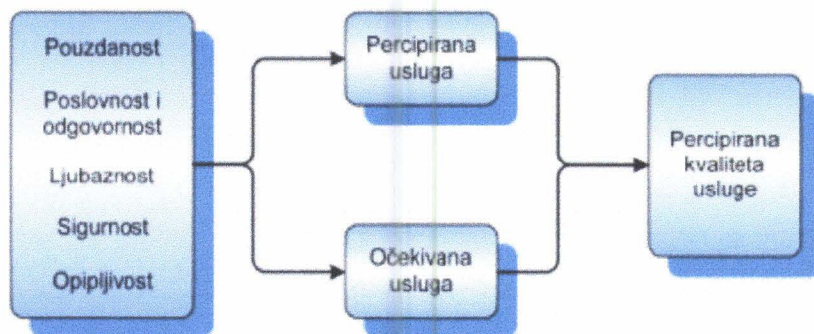 Pouzdanost
Poslovnost i
odgovornost
Ljubaznost
Sigurnost
Opipljivost
Percipirana
usluga
Očekivana
usluga
Percipirana
kvaliteta
usluge